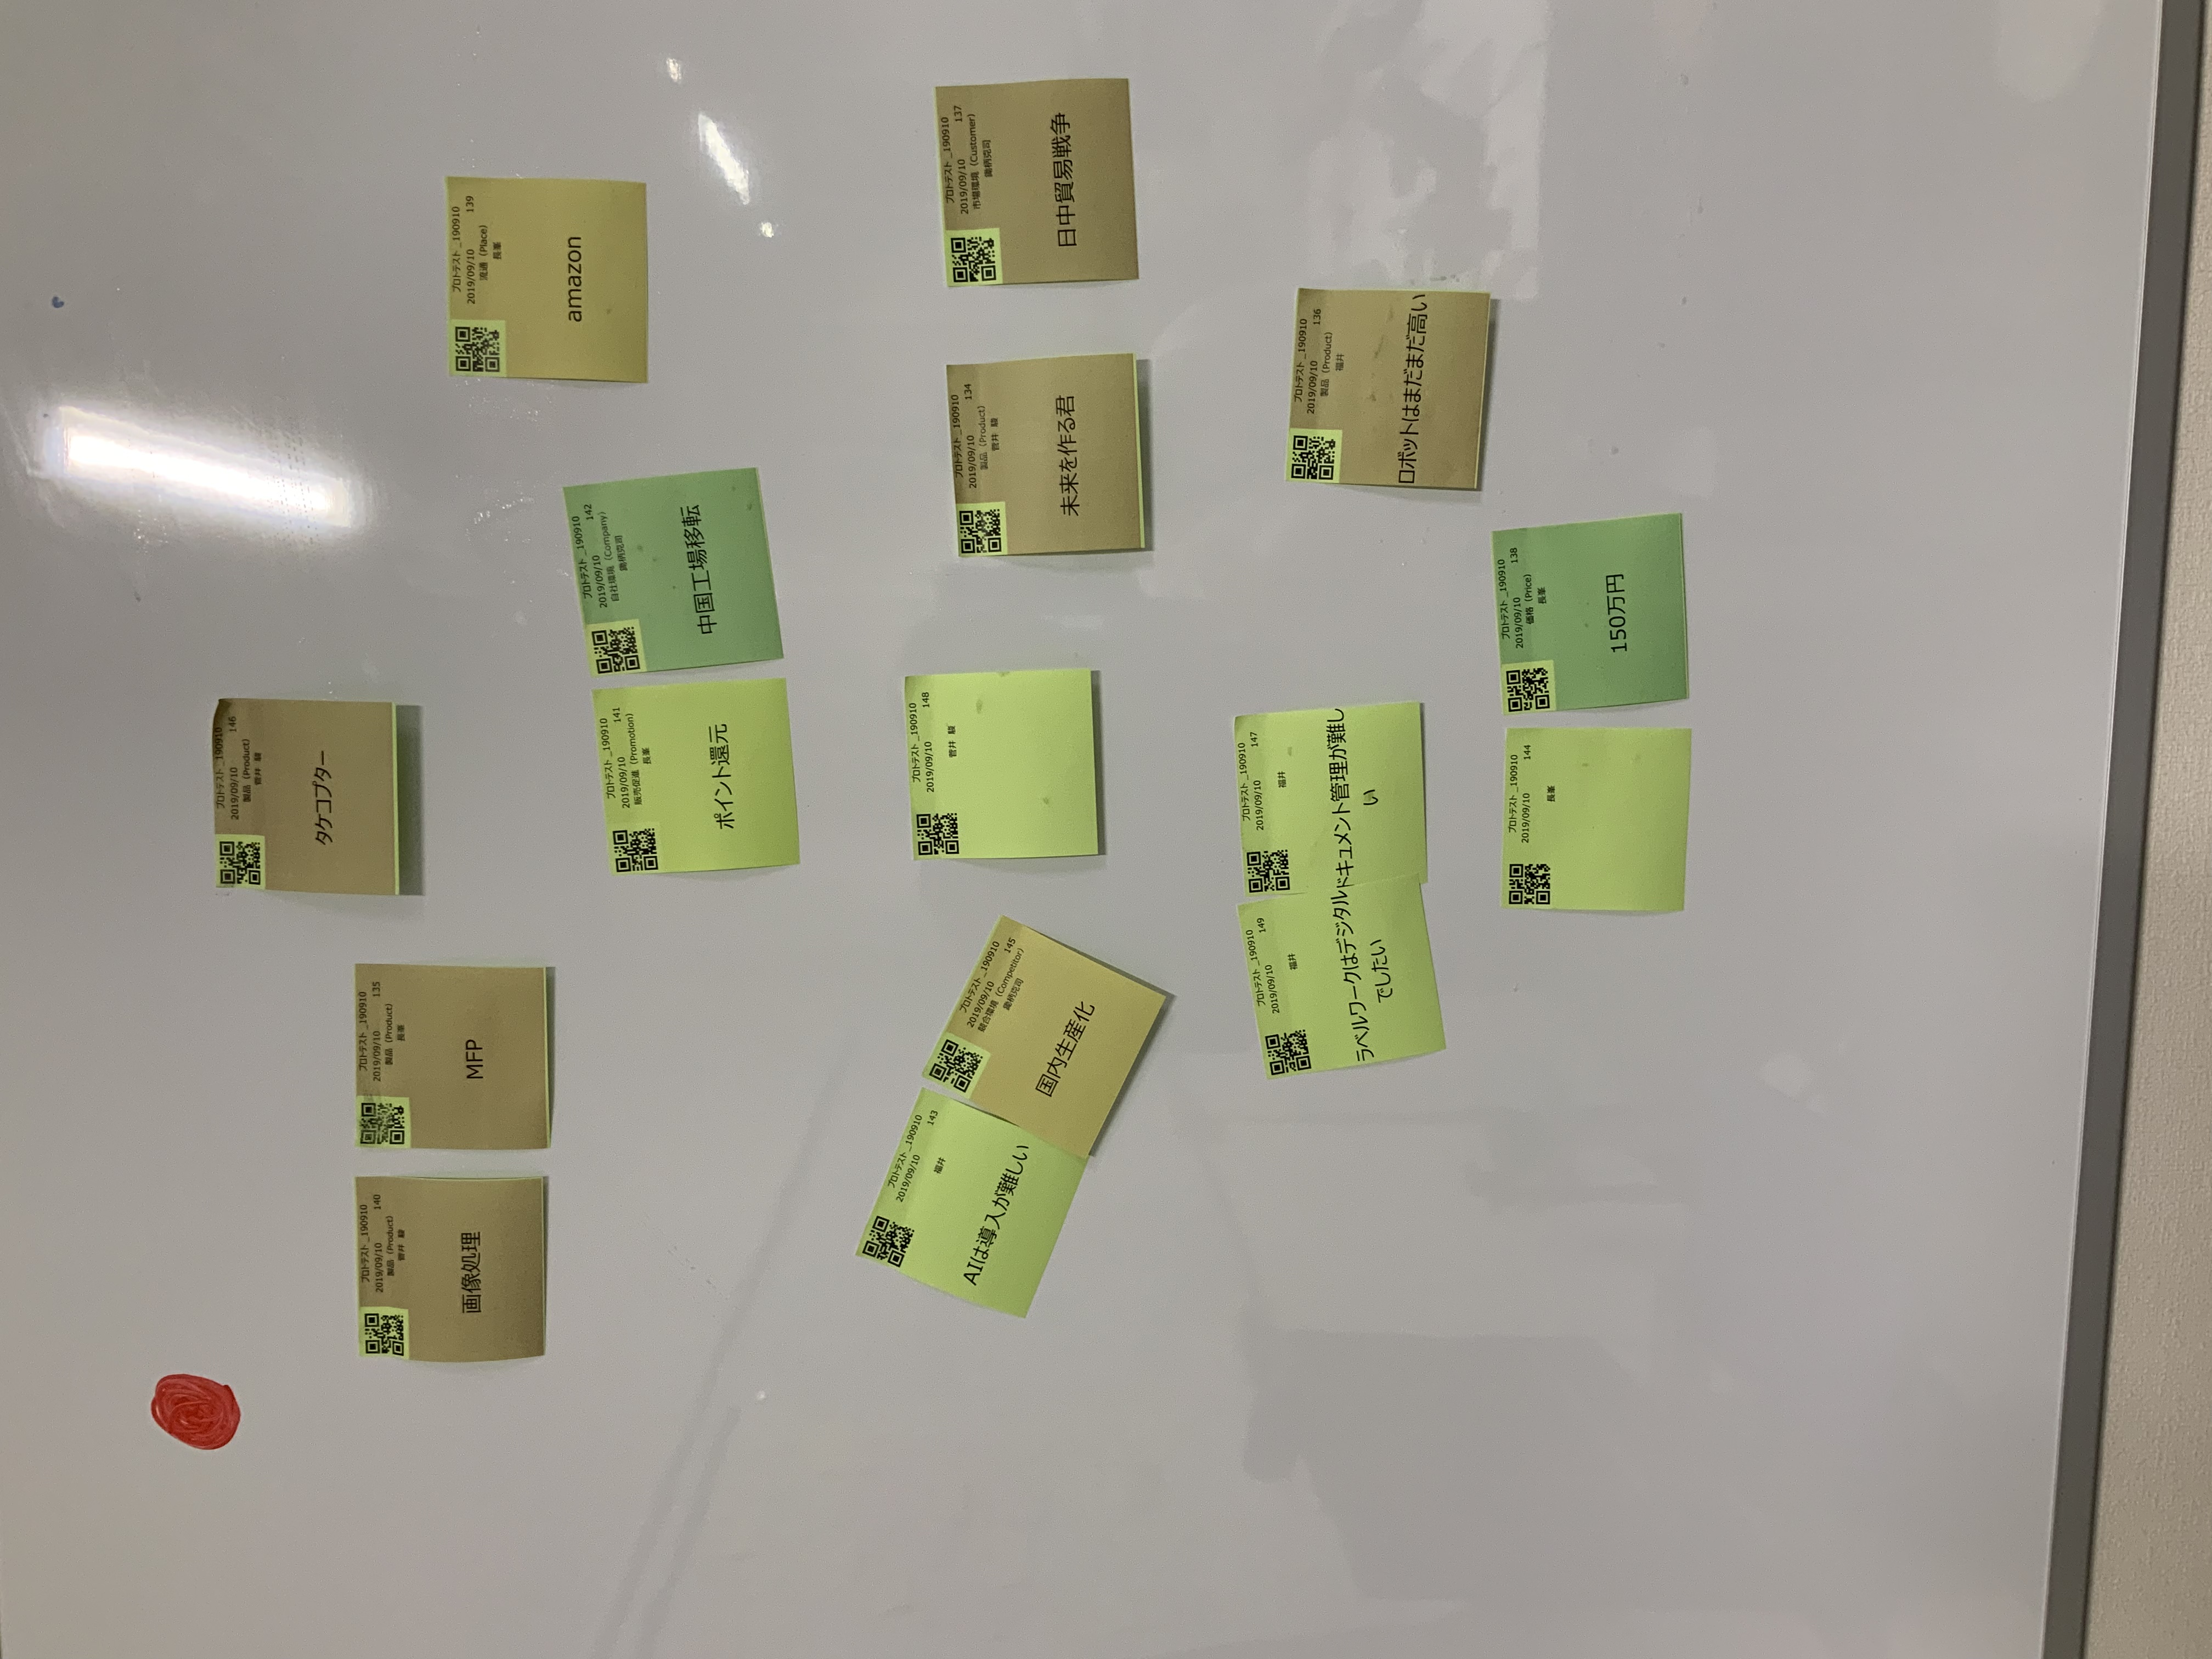 プロトテスト_190910
2019/09/10 146
製品（Product）
菅井 駿
タケコプター
プロトテスト_190910
2019/09/10 140
製品（Product）
菅井 駿
画像処理
プロトテスト_190910
2019/09/10 135
製品（Product）
長峯
MFP
プロトテスト_190910
2019/09/10 139
流通（Place）
長峯
amazon
プロトテスト_190910
2019/09/10 141
販売促進（Promotion）
長峯
ポイント還元
プロトテスト_190910
2019/09/10 142
自社環境（Company）
鋤柄克司
中国工場移転
プロトテスト_190910
2019/09/10 143
福井
AIは導入が難しい
プロトテスト_190910
2019/09/10 145
競合環境（Competitor）
鋤柄克司
国内生産化
プロトテスト_190910
2019/09/10 148
菅井 駿
プロトテスト_190910
2019/09/10 134
製品（Product）
菅井 駿
未来を作る君
プロトテスト_190910
2019/09/10 137
市場環境（Customer）
鋤柄克司
日中貿易戦争
プロトテスト_190910
2019/09/10 149
福井
ラベルワークはデジタル
でしたい
プロトテスト_190910
2019/09/10 147
福井
ドキュメント管理が難し
い
プロトテスト_190910
2019/09/10 136
製品（Product）
福井
ロボットはまだまだ高い
プロトテスト_190910
2019/09/10 144
長峯
プロトテスト_190910
2019/09/10 138
価格（Price）
長峯
150万円